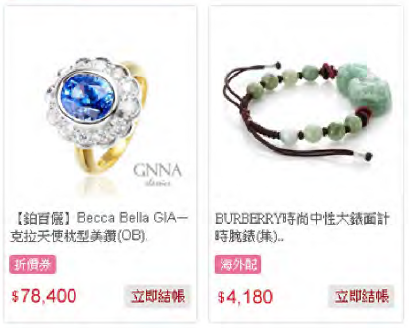 GNNA
classics
【鉑首儷】Becca Bella GIA一
克拉天使枕型美鑽(OB)
折價券
$78,400
立即結帳
BURBERRY時尚中性大錶面計
時腕錶(集)..
海外配
$4,180
立即結帳